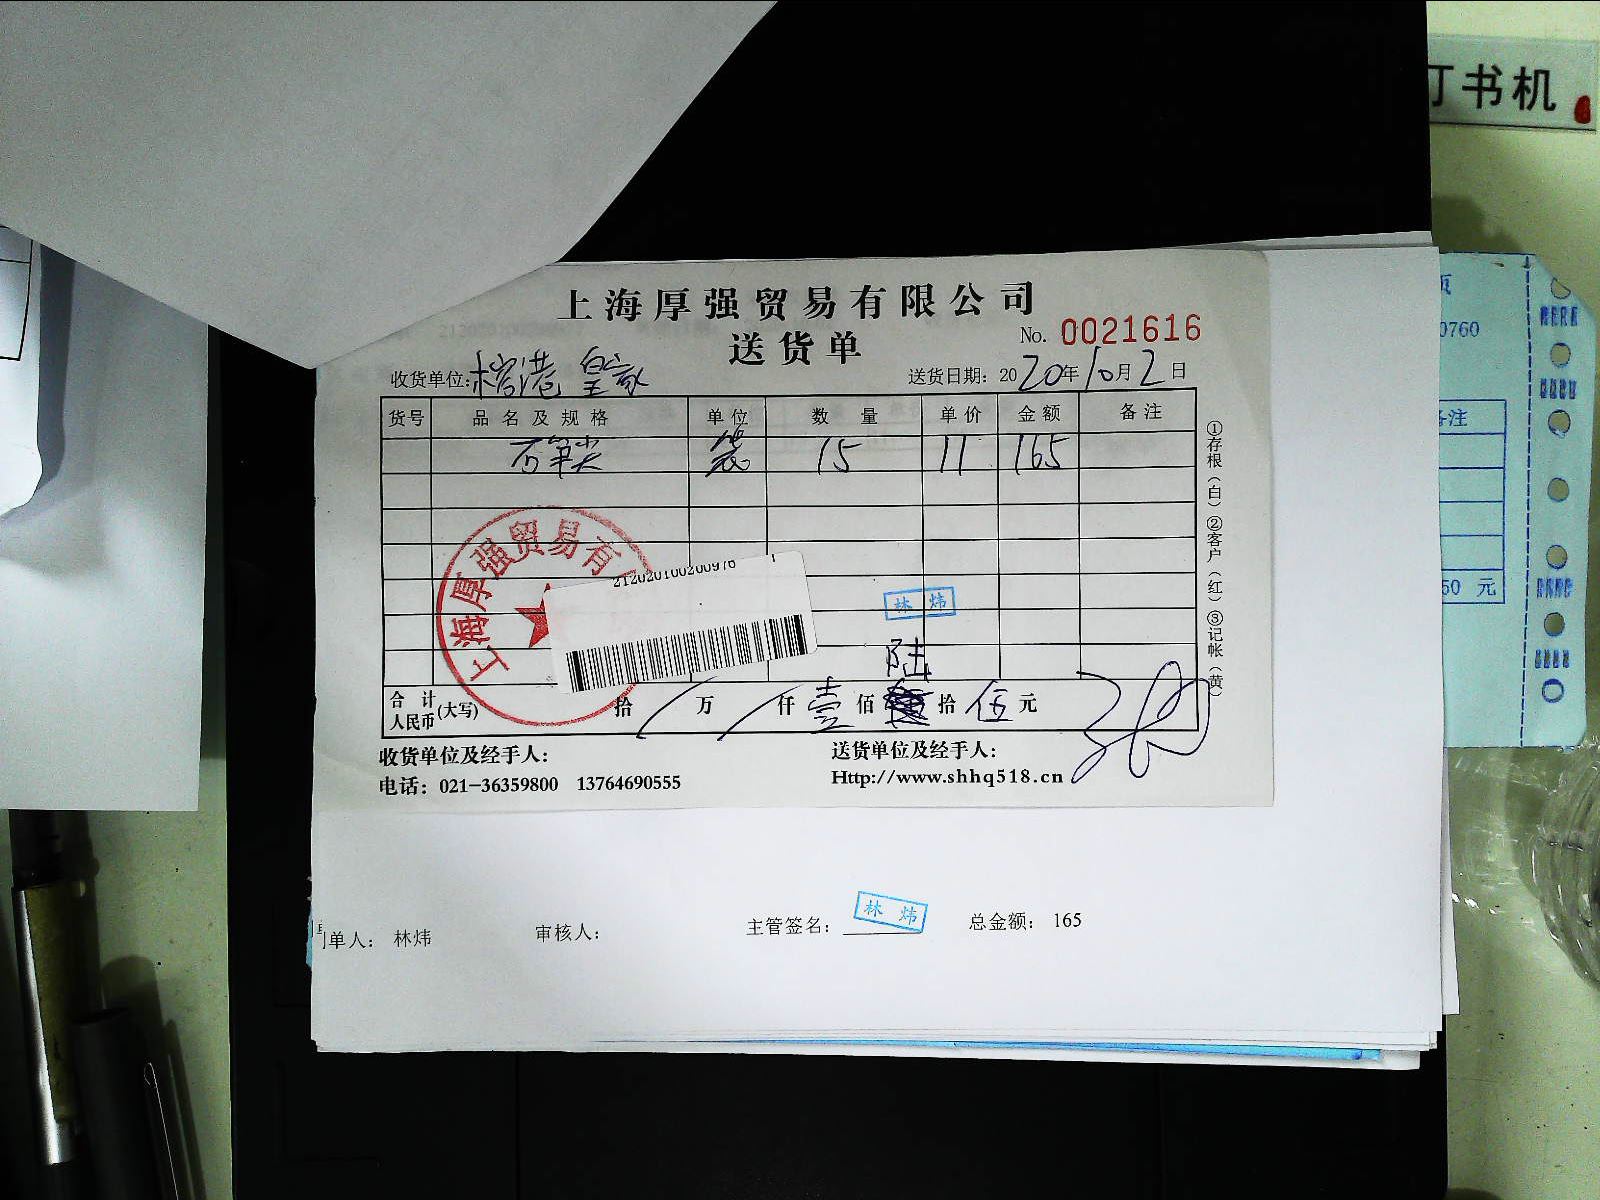 订书机
上海厚强贸易有限公司
送货单
No. 0021616
收货单位: 港 皇家
送货日期: 2020年10月2日
货号 品名及规格 单位 数量 单价 金额 备注
笋尖 袋 15 11 165
①存根(白) ②客户(红) ③记帐(黄)
上海厚强贸易有
212020100200976
林炜
陆
合计人民币(大写) 拾 / 万 / 仟 壹 佰 拾 伍 元
收货单位及经手人:
送货单位及经手人:
电话: 021-36359800 13764690555
Http://www.shhq518.cn
单人: 林炜 审核人: 主管签名: 林炜 总金额: 165
0760
备注
50 元